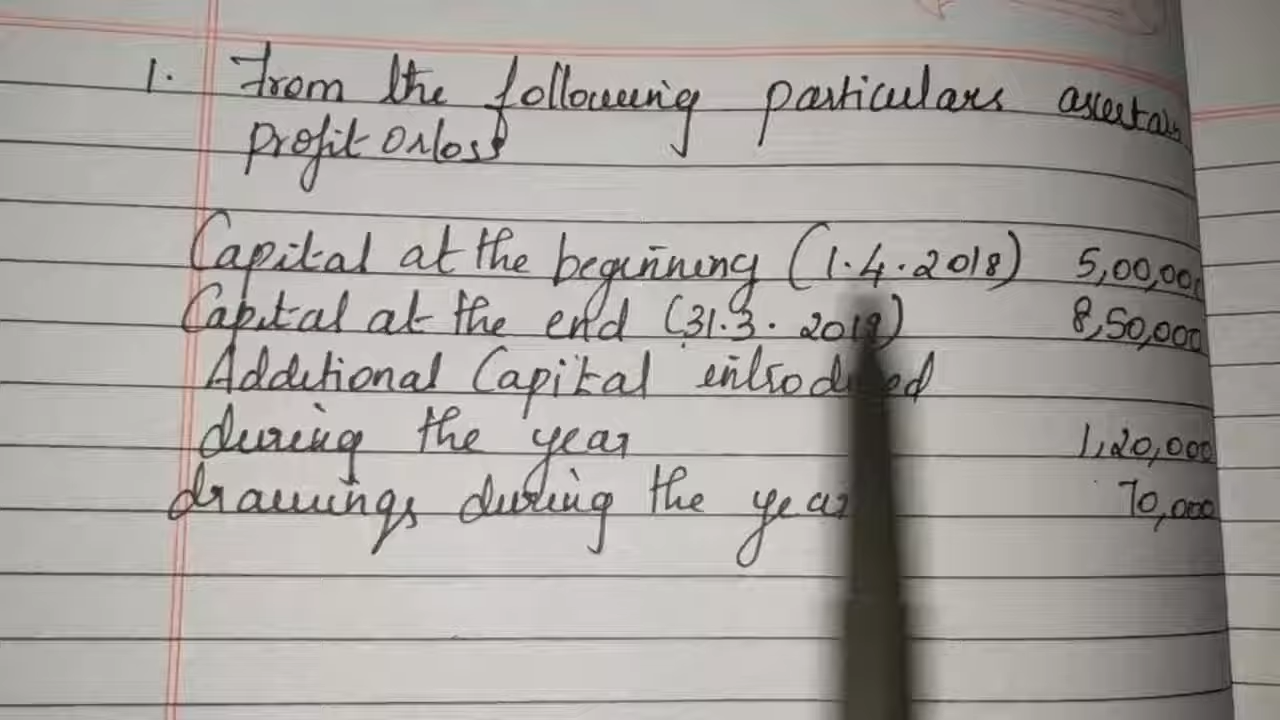 1. From the following particulars ascertain
profit or loss
Capital at the beginning (1.4.2018) 5,00,000
Capital at the end (31.3.2019) 8,50,000
Additional Capital introduced
during the year 1,20,000
drawings during the year 70,000